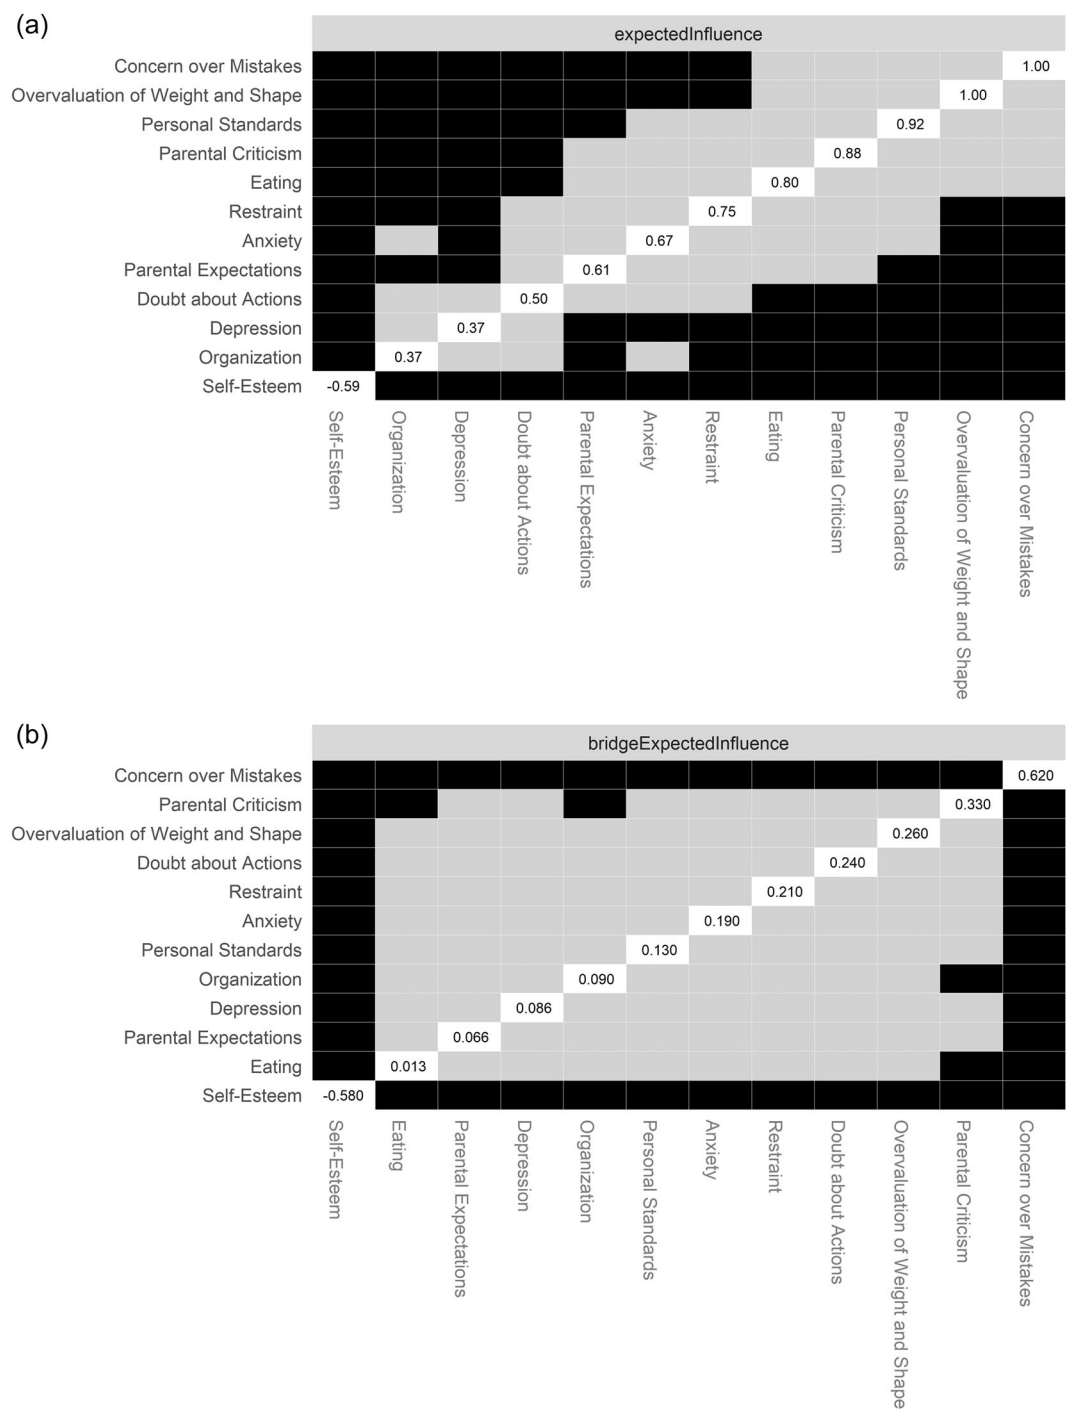 (a)
expectedInfluence
Concern over Mistakes 1.00
Overvaluation of Weight and Shape 1.00
Personal Standards 0.92
Parental Criticism 0.88
Eating 0.80
Restraint 0.75
Anxiety 0.67
Parental Expectations 0.61
Doubt about Actions 0.50
Depression 0.37
Organization 0.37
Self-Esteem -0.59
Self-Esteem
Organization
Depression
Doubt about Actions
Parental Expectations
Anxiety
Restraint
Eating
Parental Criticism
Personal Standards
Overvaluation of Weight and Shape
Concern over Mistakes
(b)
bridgeExpectedInfluence
Concern over Mistakes 0.620
Parental Criticism 0.330
Overvaluation of Weight and Shape 0.260
Doubt about Actions 0.240
Restraint 0.210
Anxiety 0.190
Personal Standards 0.130
Organization 0.090
Depression 0.086
Parental Expectations 0.066
Eating 0.013
Self-Esteem -0.580
Self-Esteem
Eating
Parental Expectations
Depression
Organization
Personal Standards
Anxiety
Restraint
Doubt about Actions
Overvaluation of Weight and Shape
Parental Criticism
Concern over Mistakes